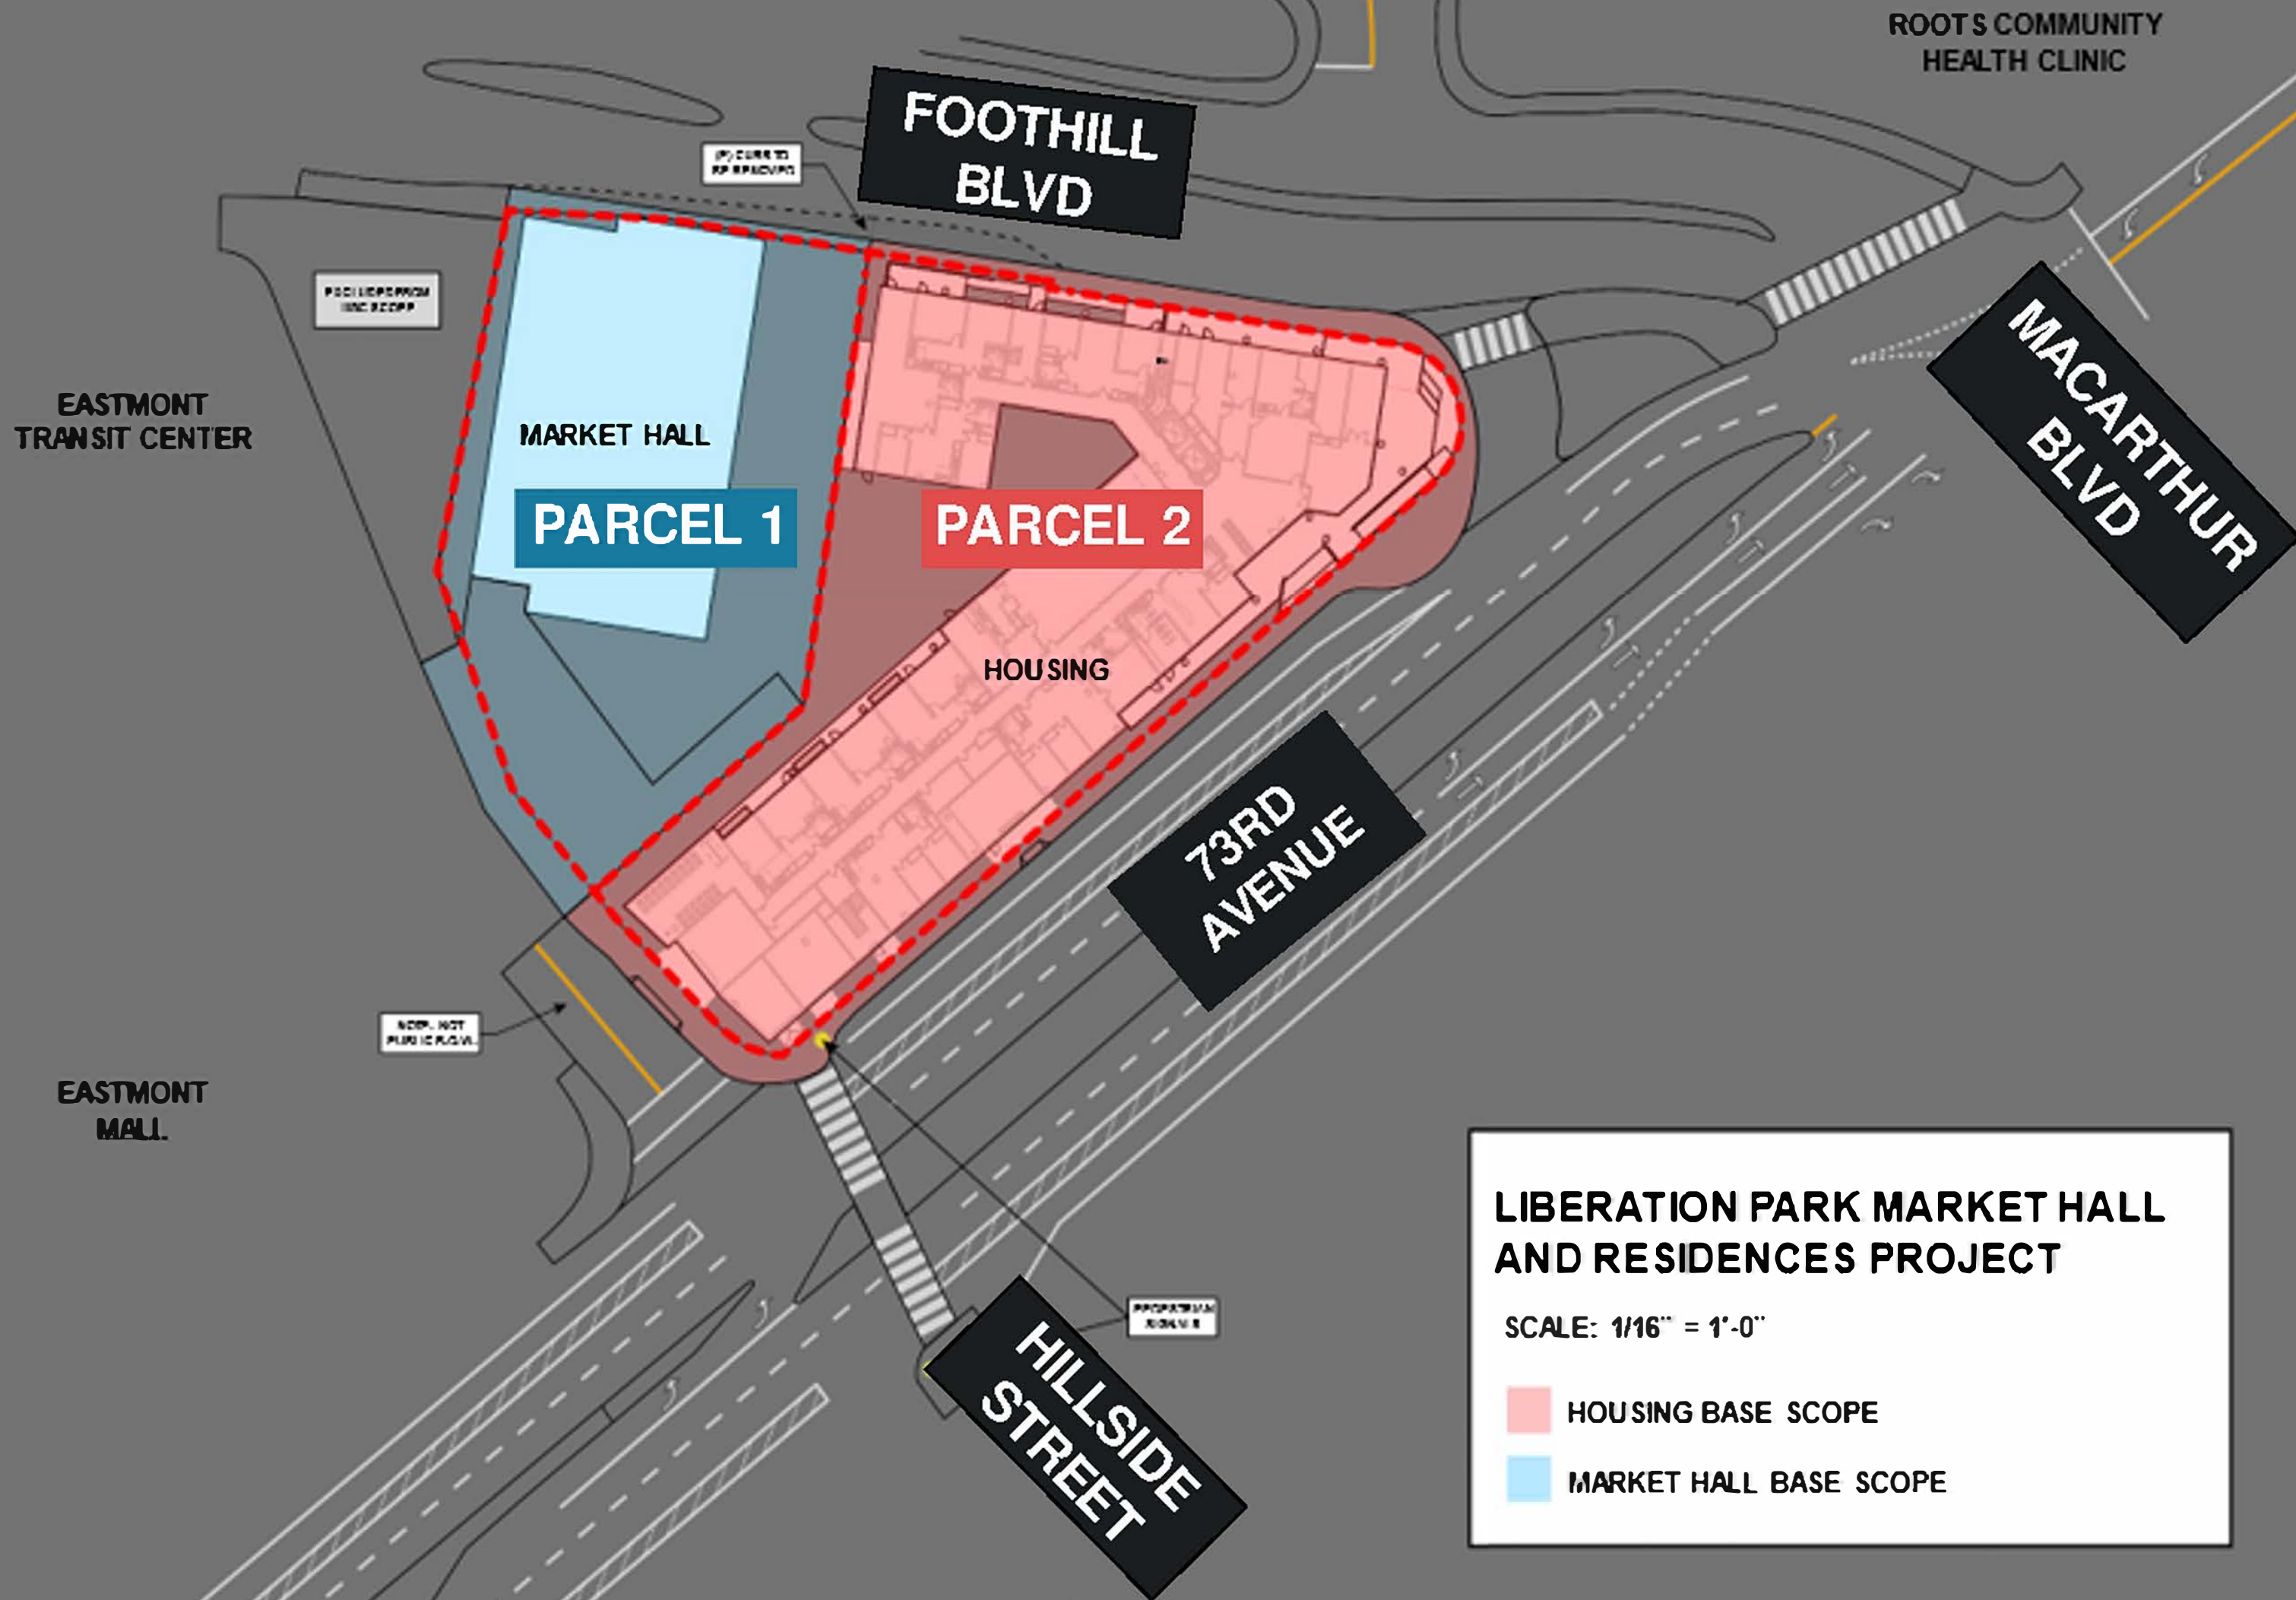 ROOTS COMMUNITY
HEALTH CLINIC
FOOTHILL
BLVD
MACARTHUR
BLVD
EASTMONT
TRANSIT CENTER
MARKET HALL
PARCEL 1
PARCEL 2
HOUSING
73RD
AVENUE
EASTMONT
MALL
HILLSIDE
STREET
LIBERATION PARK MARKET HALL
AND RESIDENCES PROJECT
SCALE: 1/16" = 1'-0"
HOUSING BASE SCOPE
MARKET HALL BASE SCOPE